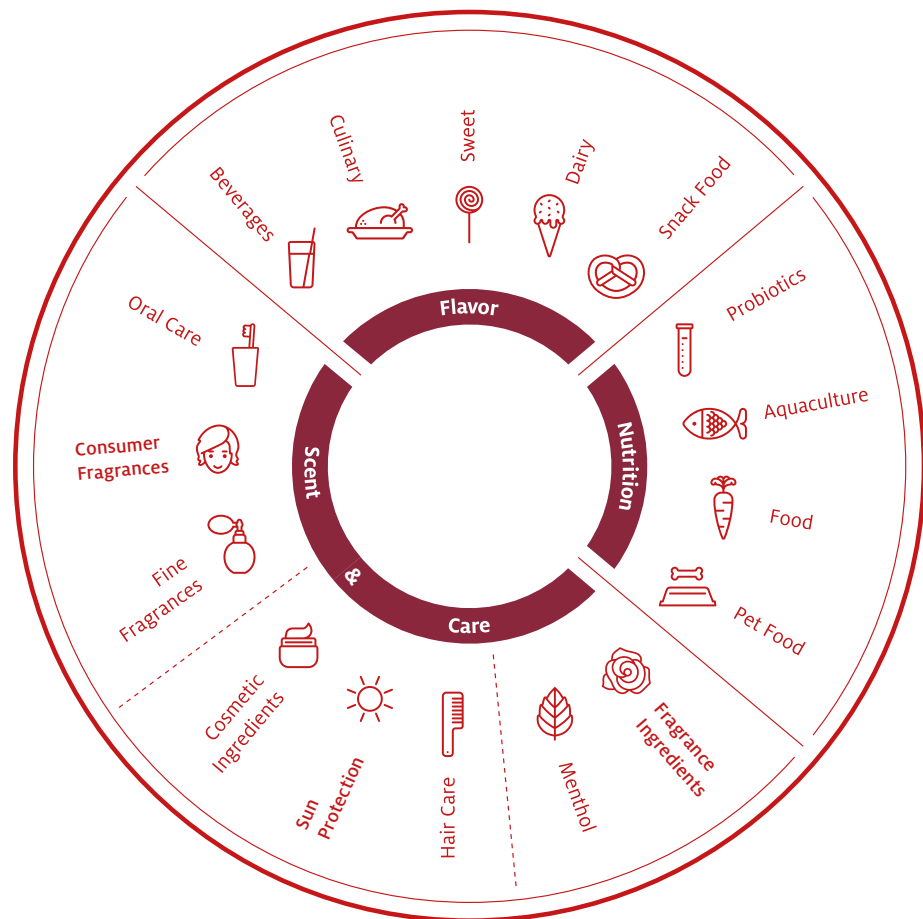 Beverages
Culinary
Sweet
Dairy
Snack Food
Flavor
Probiotics
Aquaculture
Food
Pet Food
Nutrition
Oral Care
Consumer
Fragrances
Fine
Fragrances
Scent
&
Care
Cosmetic
Ingredients
Sun
Protection
Hair Care
Menthol
Fragrance
Ingredients